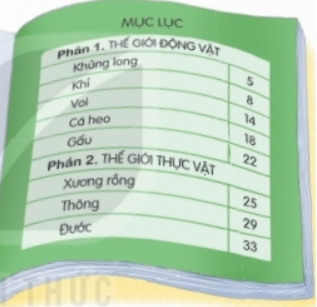 MỤC LỤC
Phần 1. THẾ GIỚI ĐỘNG VẬT
Khủng long 5
Khỉ 8
Voi 14
Cá heo 18
Gấu 22
Phần 2. THẾ GIỚI THỰC VẬT
Xương rồng 25
Thông 29
Đước 33
THỨC